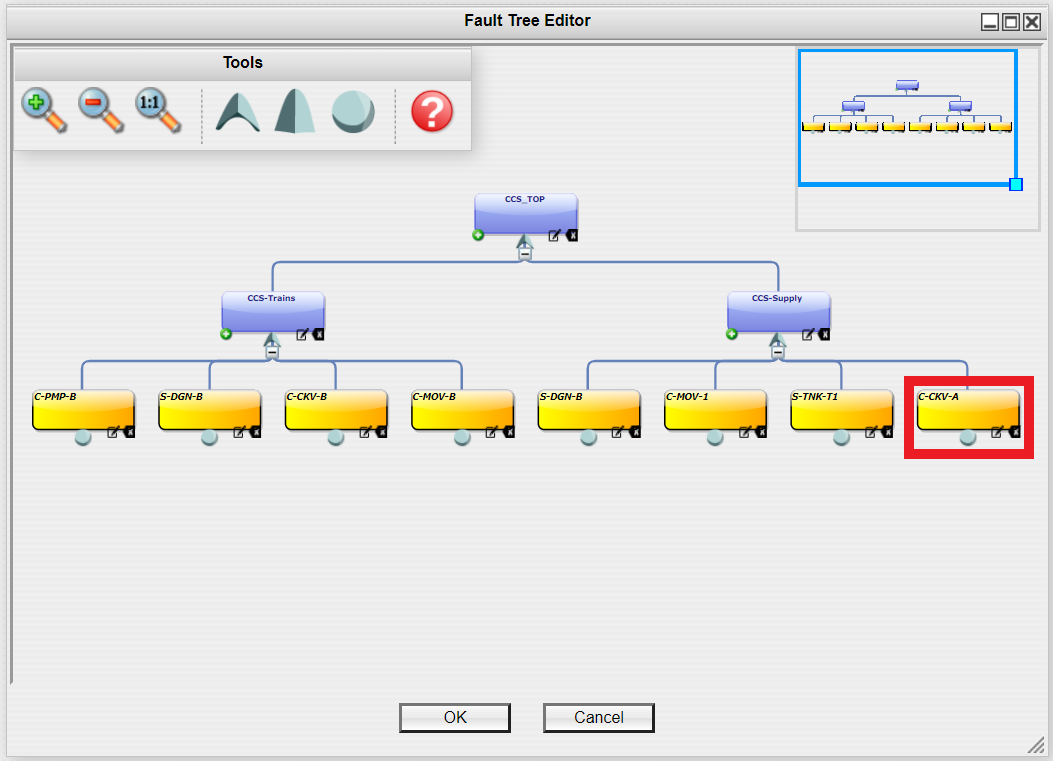 Fault Tree Editor
Tools
1:1
?
CCS_TOP
CCS-Trains
CCS-Supply
C-PMP-B
S-DGN-B
C-CKV-B
C-MOV-B
S-DGN-B
C-MOV-1
S-TNK-T1
C-CKV-A
OK
Cancel